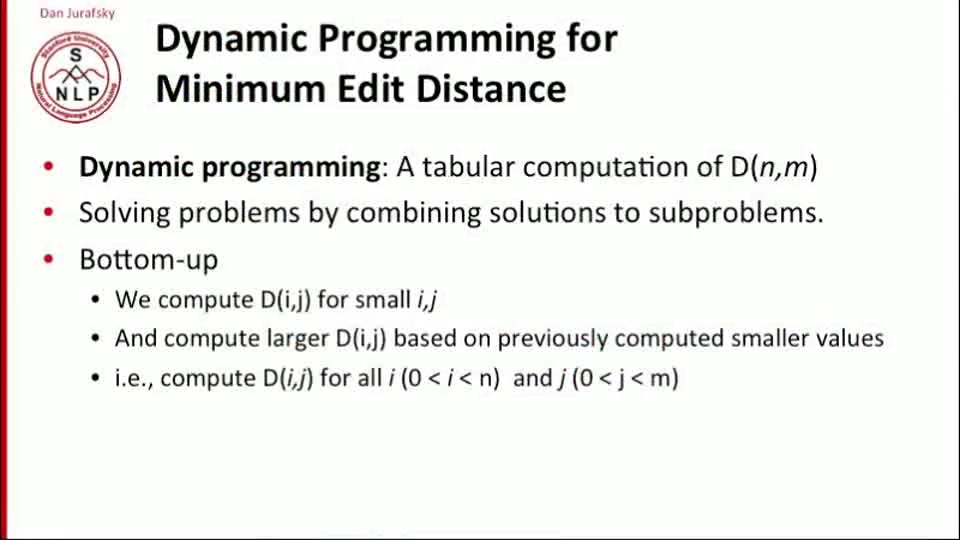 Dan Jurafsky
Stanford University
S
NLP
Natural Language Processing
Dynamic Programming for
Minimum Edit Distance
• Dynamic programming: A tabular computation of D(n,m)
• Solving problems by combining solutions to subproblems.
• Bottom-up
• We compute D(i,j) for small i,j
• And compute larger D(i,j) based on previously computed smaller values
• i.e., compute D(i,j) for all i (0 < i < n) and j (0 < j < m)